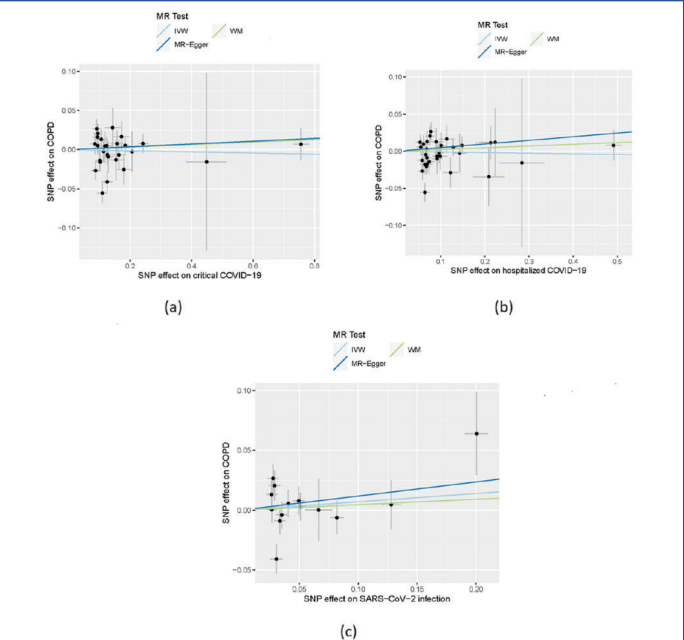 MR Test
IVW WM
MR-Egger
0.10
0.05
0.00
-0.05
-0.10
SNP effect on COPD
0.2 0.4 0.6 0.8
SNP effect on critical COVID-19
(a)
MR Test
IVW WM
MR-Egger
0.10
0.05
0.00
-0.05
-0.10
SNP effect on COPD
0.1 0.2 0.3 0.4 0.5
SNP effect on hospitalized COVID-19
(b)
MR Test
IVW WM
MR-Egger
0.10
0.05
0.00
-0.05
SNP effect on COPD
0.05 0.10 0.15 0.20
SNP effect on SARS-CoV-2 infection
(c)